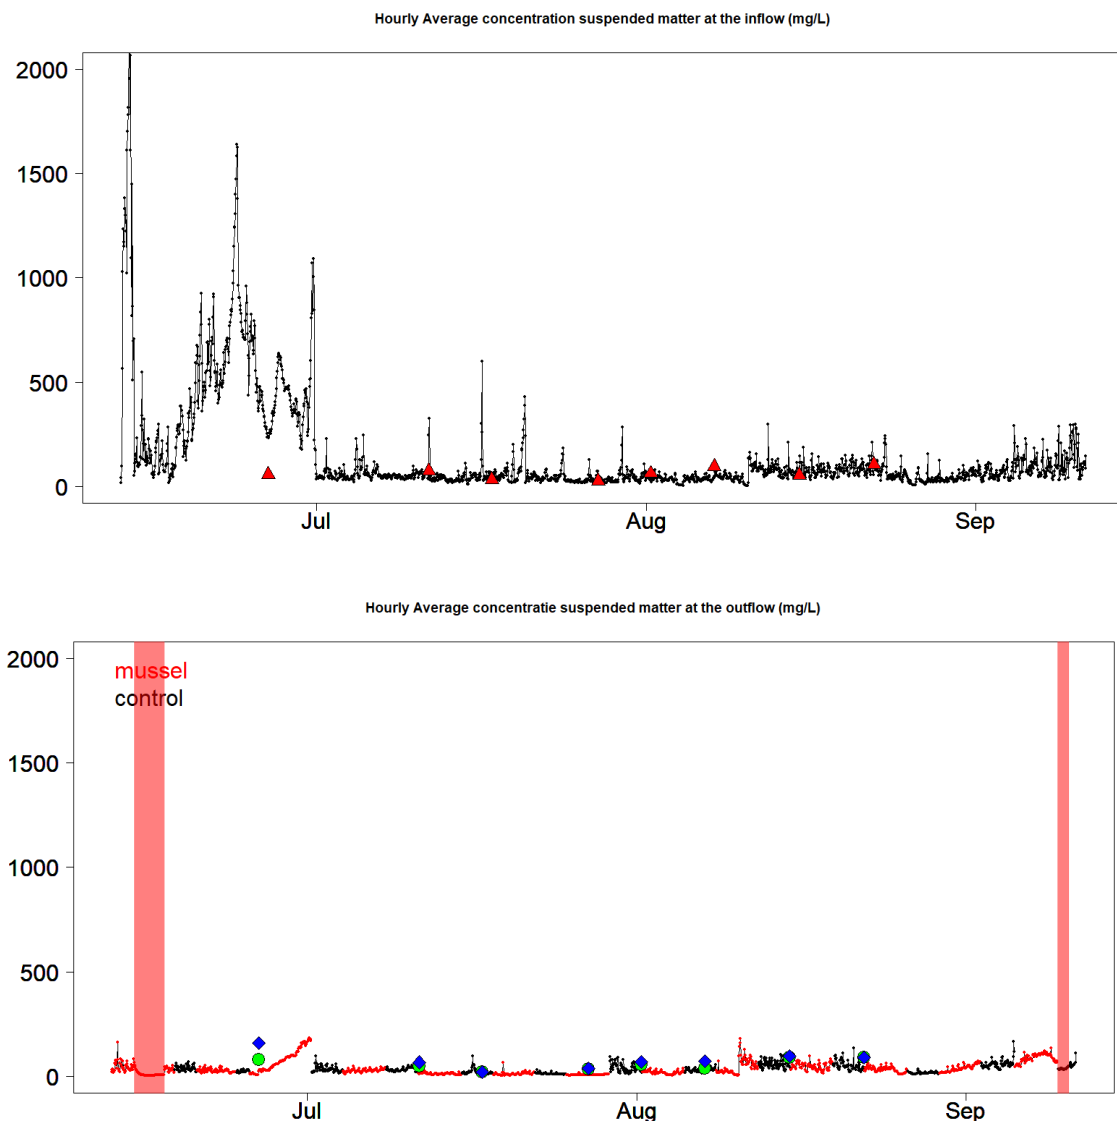 Hourly Average concentration suspended matter at the inflow (mg/L)
2000
1500
1000
500
0
Jul Aug Sep
Hourly Average concentratie suspended matter at the outflow (mg/L)
2000
mussel
control
1500
1000
500
0
Jul Aug Sep